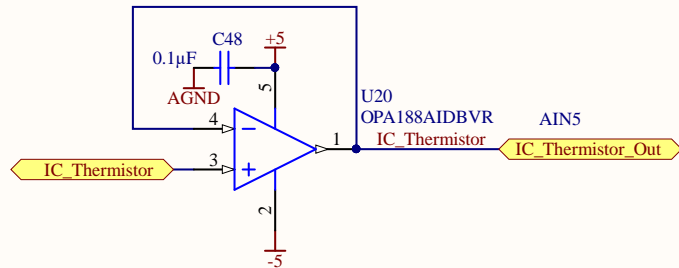 C48
+5
0.1µF
AGND
5
U20
OPA188AIDBVR
4
1
IC_Thermistor
AIN5
IC_Thermistor_Out
3
IC_Thermistor
2
-5